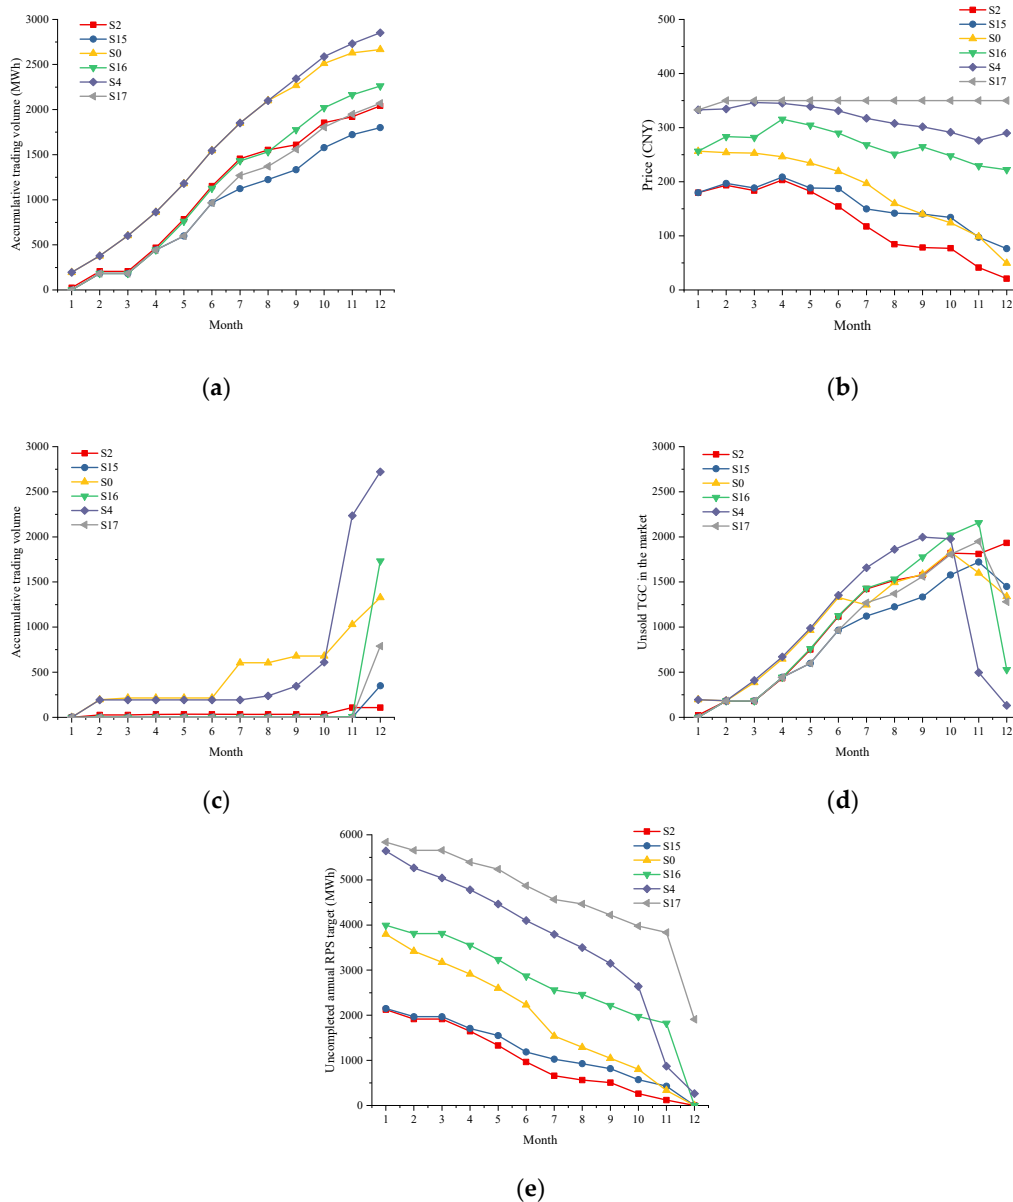 3000
2500
2000
1500
1000
500
0
Accumulative trading volume (MWh)
S2
S15
S0
S16
S4
S17
1 2 3 4 5 6 7 8 9 10 11 12
Month
(a)
500
400
300
200
100
0
Price (CNY)
S2
S15
S0
S16
S4
S17
1 2 3 4 5 6 7 8 9 10 11 12
Month
(b)
3000
2500
2000
1500
1000
500
0
Accumulative trading volume
S2
S15
S0
S16
S4
S17
1 2 3 4 5 6 7 8 9 10 11 12
Month
(c)
3000
2500
2000
1500
1000
500
0
Unsold TGC in the market
S2
S15
S0
S16
S4
S17
1 2 3 4 5 6 7 8 9 10 11 12
Month
(d)
6000
5000
4000
3000
2000
1000
0
Uncompleted annual RPS target (MWh)
S2
S15
S0
S16
S4
S17
1 2 3 4 5 6 7 8 9 10 11 12
Month
(e)